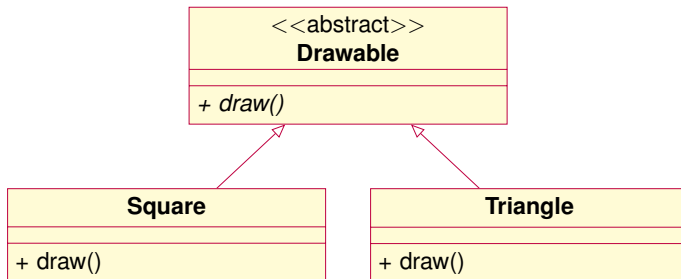 <<abstract>>
Drawable
+ draw()
Square
+ draw()
Triangle
+ draw()